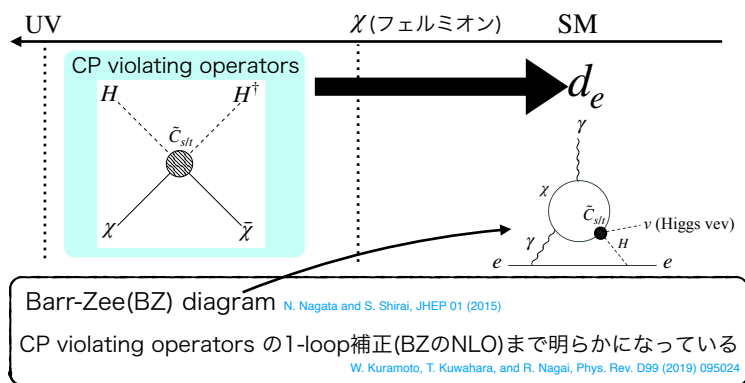 UV χ (フェルミオン) SM
CP violating operators
H H†
C̃s/t
χ χ̄
de
γ
χ
C̃s/t
ν (Higgs vev)
γ H
e e
Barr-Zee(BZ) diagram N. Nagata and S. Shirai, JHEP 01 (2015)
CP violating operators の1-loop補正(BZのNLO)まで明らかになっている
W. Kuramoto, T. Kuwahara, and R. Nagai, Phys. Rev. D99 (2019) 095024